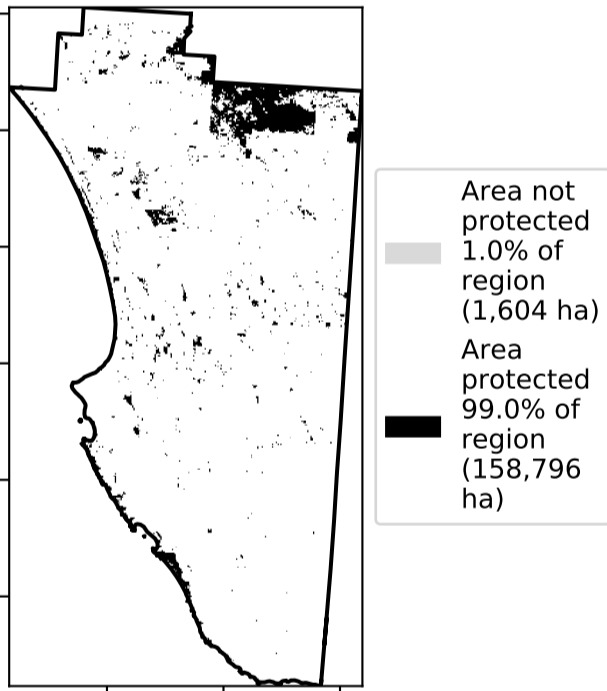 Area not
protected
1.0% of
region
(1,604 ha)
Area
protected
99.0% of
region
(158,796
ha)